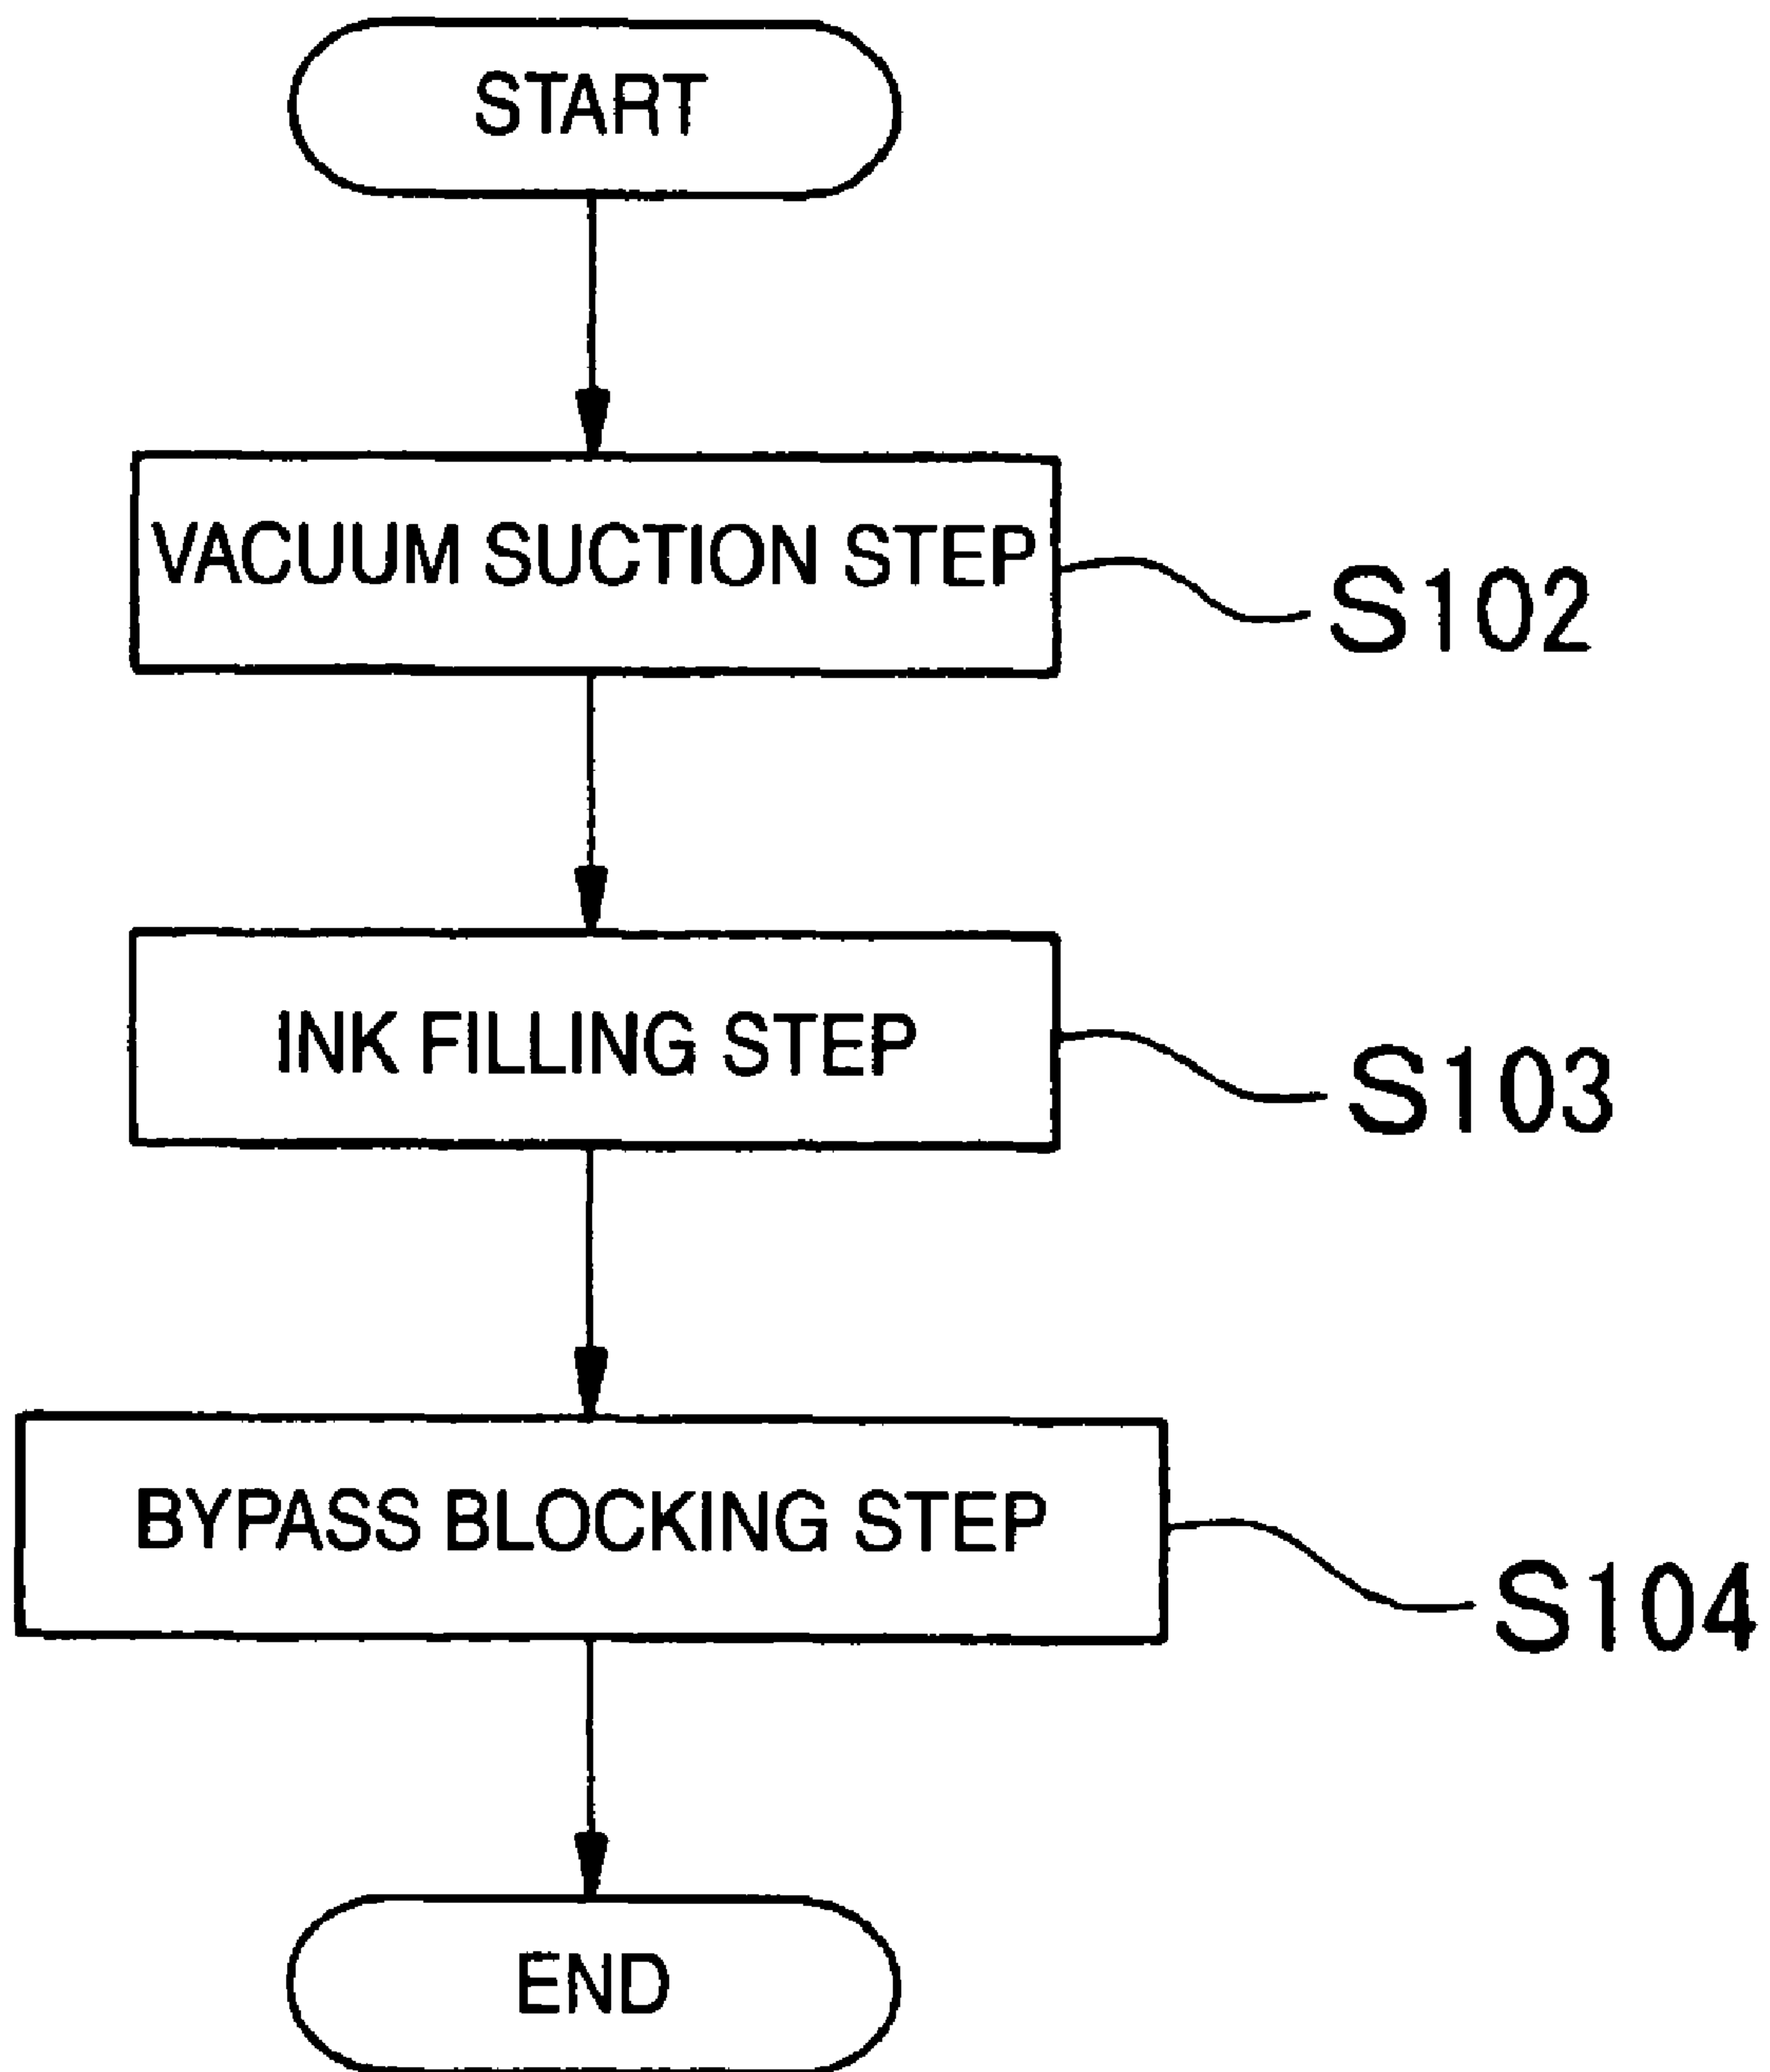 START
VACUUM SUCTION STEP
S102
INK FILLING STEP
S103
BYPASS BLOCKING STEP
S104
END